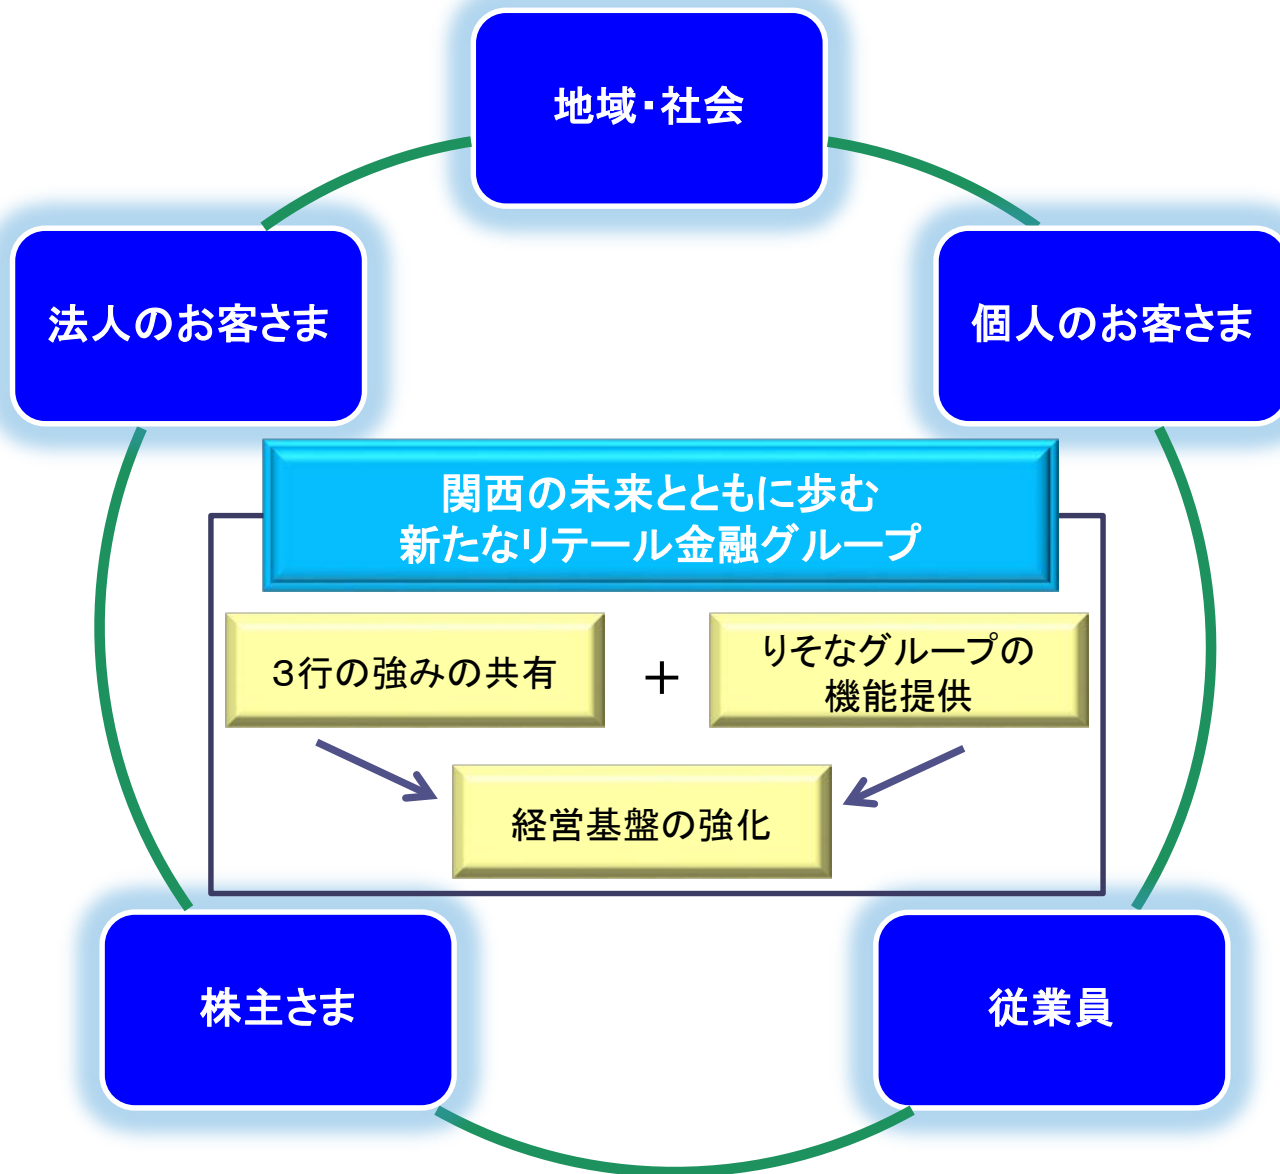 地域・社会
法人のお客さま
個人のお客さま
関西の未来とともに歩む
新たなリテール金融グループ
３行の強みの共有
＋
りそなグループの
機能提供
経営基盤の強化
株主さま
従業員